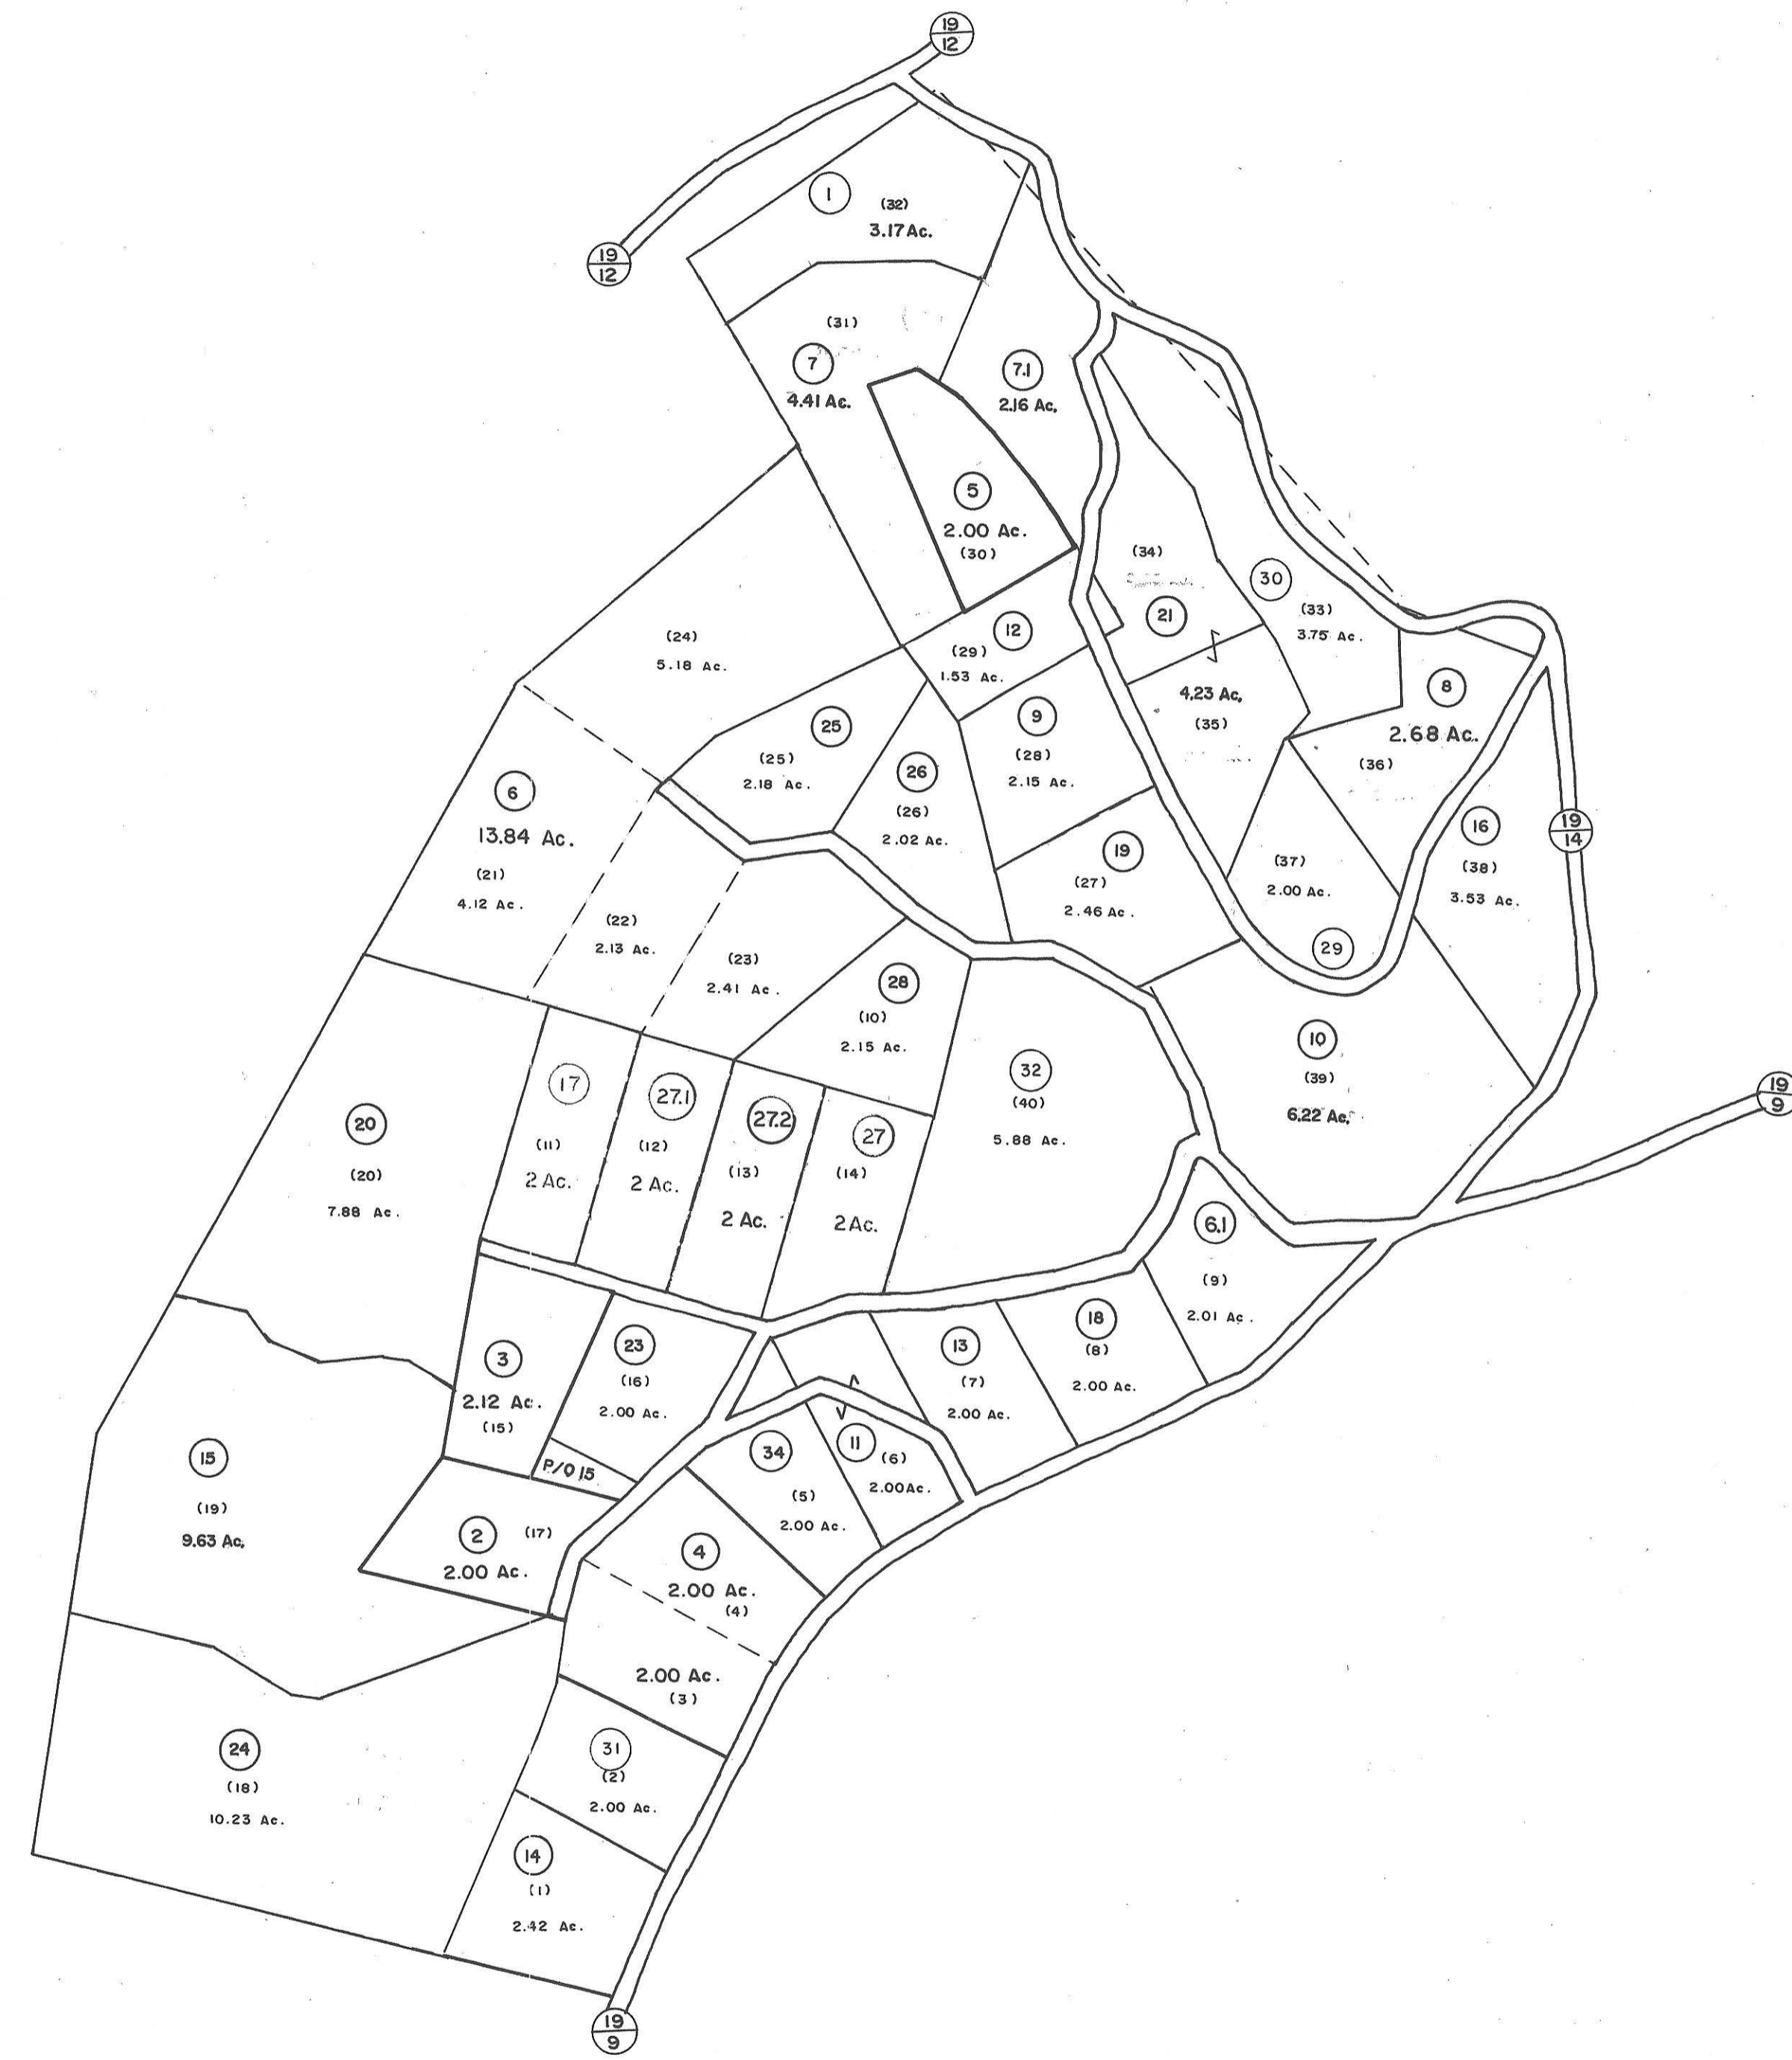 19
12
19
12
1
(32)
3.17 Ac.
(31)
7
4.41 Ac.
7.1
2.16 Ac.
5
2.00 Ac.
(30)
(34)
21
30
(33)
3.75 Ac.
(24)
5.18 Ac.
12
(29)
1.53 Ac.
4.23 Ac.
(35)
8
2.68 Ac.
(36)
25
(25)
2.18 Ac.
9
(28)
2.15 Ac.
6
13.84 Ac.
(21)
4.12 Ac.
26
(26)
2.02 Ac.
19
(27)
2.46 Ac.
16
(38)
3.53 Ac.
19
14
(37)
2.00 Ac.
29
(22)
2.13 Ac.
(23)
2.41 Ac.
28
(10)
2.15 Ac.
10
(39)
6.22 Ac.
32
(40)
5.88 Ac.
19
9
20
(20)
7.88 Ac.
17
(11)
2 Ac.
27.1
(12)
2 Ac.
27.2
(13)
2 Ac.
27
(14)
2 Ac.
6.1
(9)
2.01 Ac.
18
(8)
2.00 Ac.
13
(7)
2.00 Ac.
3
2.12 Ac.
(15)
23
(16)
2.00 Ac.
P/O 15
34
(5)
2.00 Ac.
11
(6)
2.00 Ac.
15
(19)
9.63 Ac.
2
(17)
2.00 Ac.
4
2.00 Ac.
(4)
2.00 Ac.
(3)
24
(18)
10.23 Ac.
31
(2)
2.00 Ac.
14
(1)
2.42 Ac.
19
9